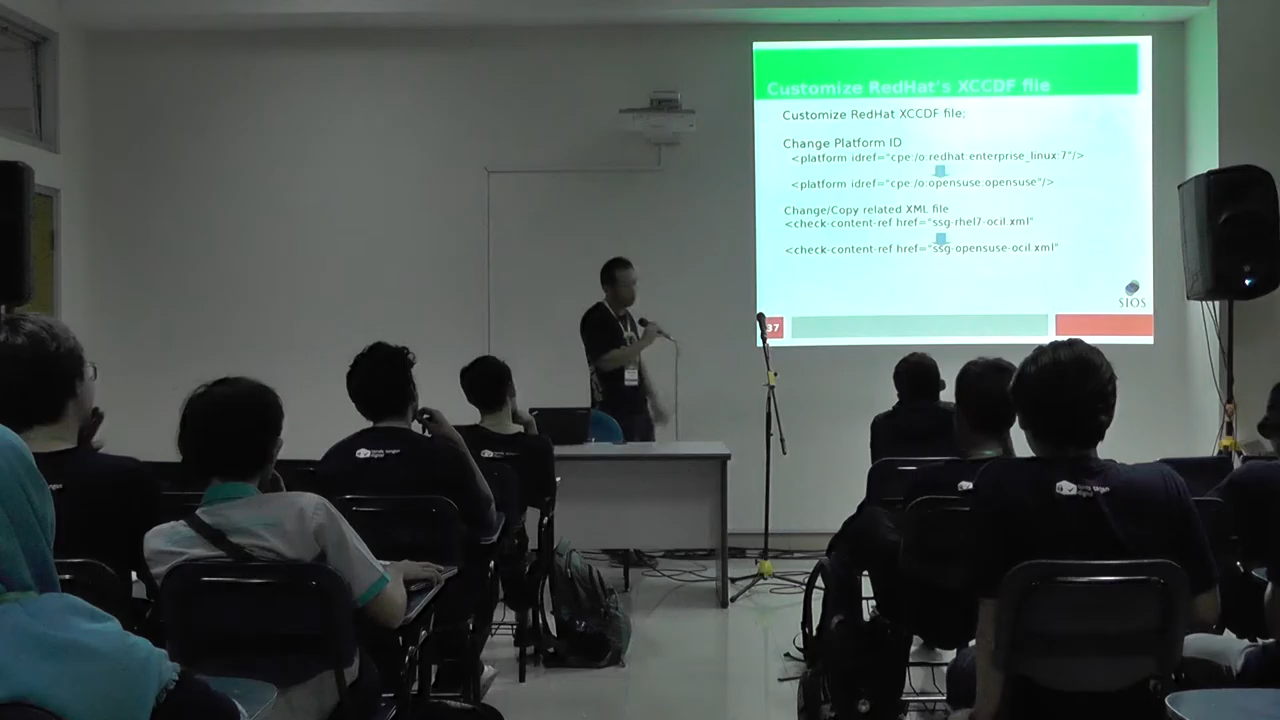 Customize RedHat's XCCDF file
Customize RedHat XCCDF file;
Change Platform ID
<platform idref="cpe:/o:redhat:enterprise_linux:7"/>
<platform idref="cpe:/o:opensuse:opensuse"/>
Change/Copy related XML file
<check-content-ref href="ssg-rhel7-ocil.xml"
<check-content-ref href="ssg-opensuse-ocil.xml"
SIOS
37